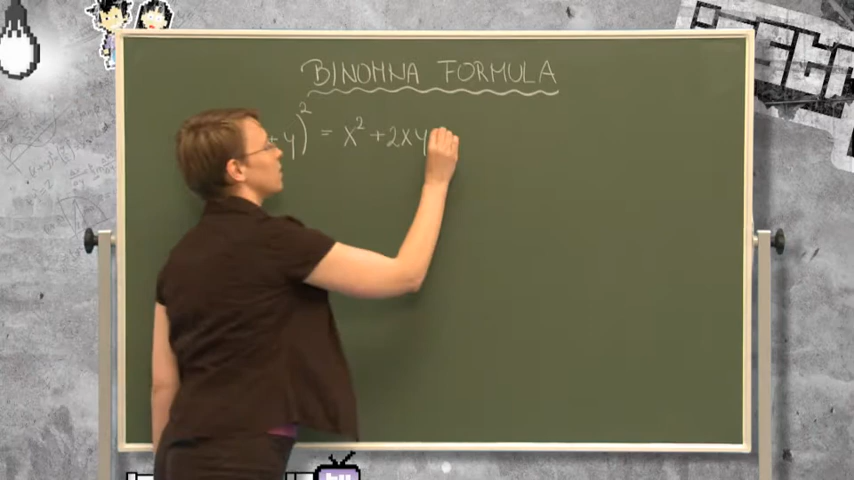 BINOMNA FORMULA
+ y)² = x² + 2xy